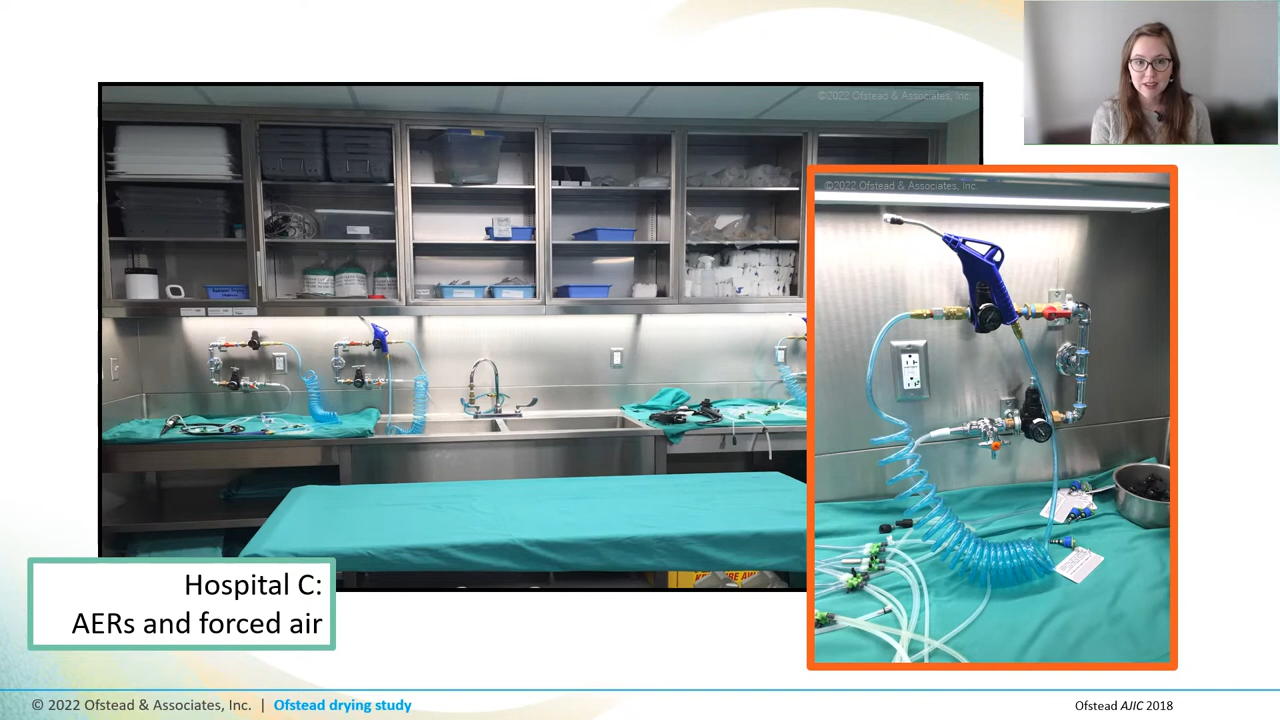 ©2022 Ofstead & Associates, Inc.
©2022 Ofstead & Associates, Inc.
Hospital C:
AERs and forced air
© 2022 Ofstead & Associates, Inc. | Ofstead drying study
Ofstead AJIC 2018